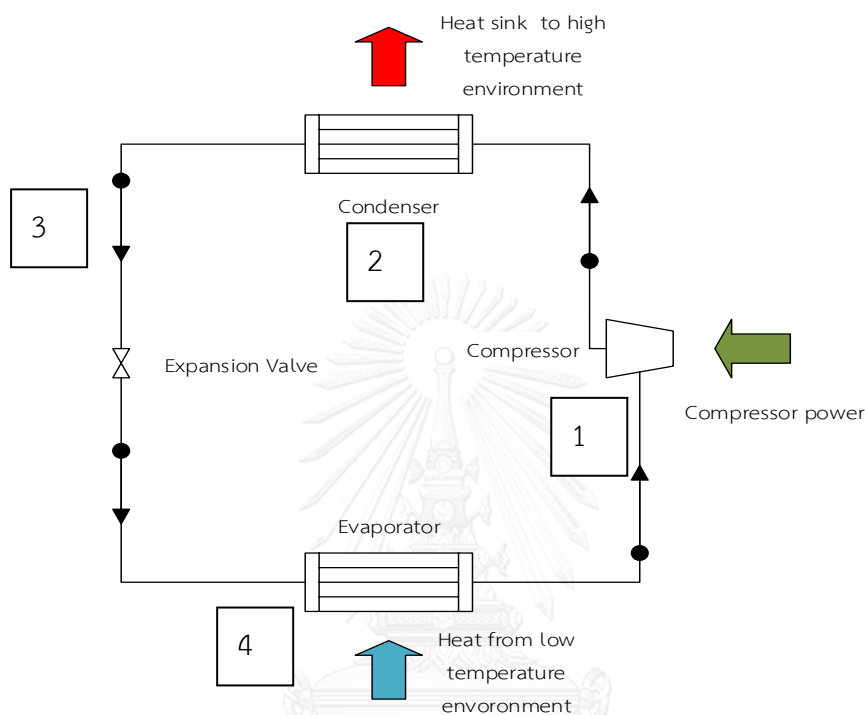 Heat sink to high
temperature
environment
3
Condenser
2
Compressor
Expansion Valve
Compressor power
1
Evaporator
4
Heat from low
temperature
envoronment